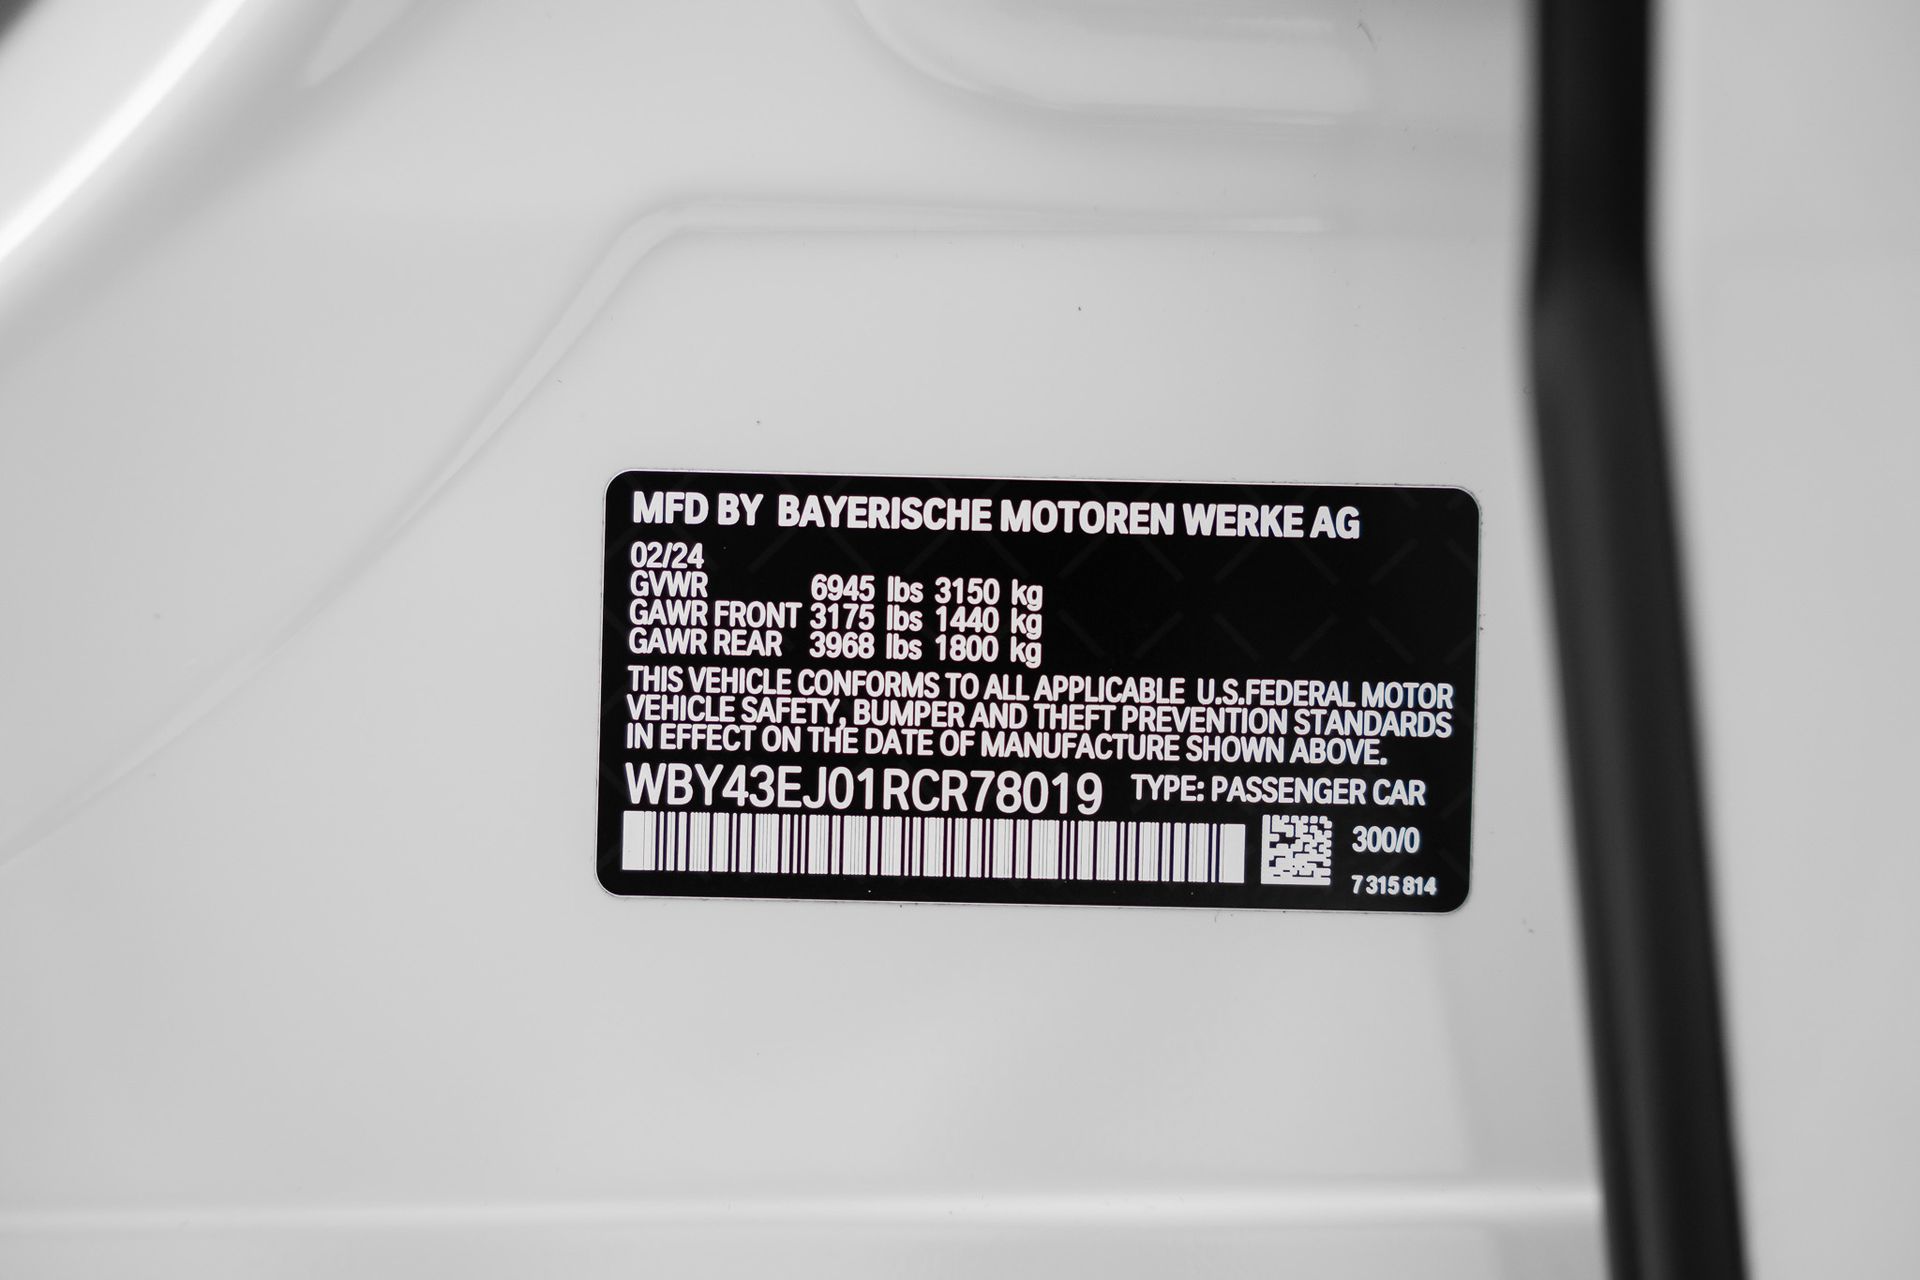 MFD BY BAYERISCHE MOTOREN WERKE AG
02/24
GVWR 6945 lbs 3150 kg
GAWR FRONT 3175 lbs 1440 kg
GAWR REAR 3968 lbs 1800 kg
THIS VEHICLE CONFORMS TO ALL APPLICABLE U.S.FEDERAL MOTOR
VEHICLE SAFETY, BUMPER AND THEFT PREVENTION STANDARDS
IN EFFECT ON THE DATE OF MANUFACTURE SHOWN ABOVE.
WBY43EJ01RCR78019 TYPE: PASSENGER CAR
300/0
7 315 814